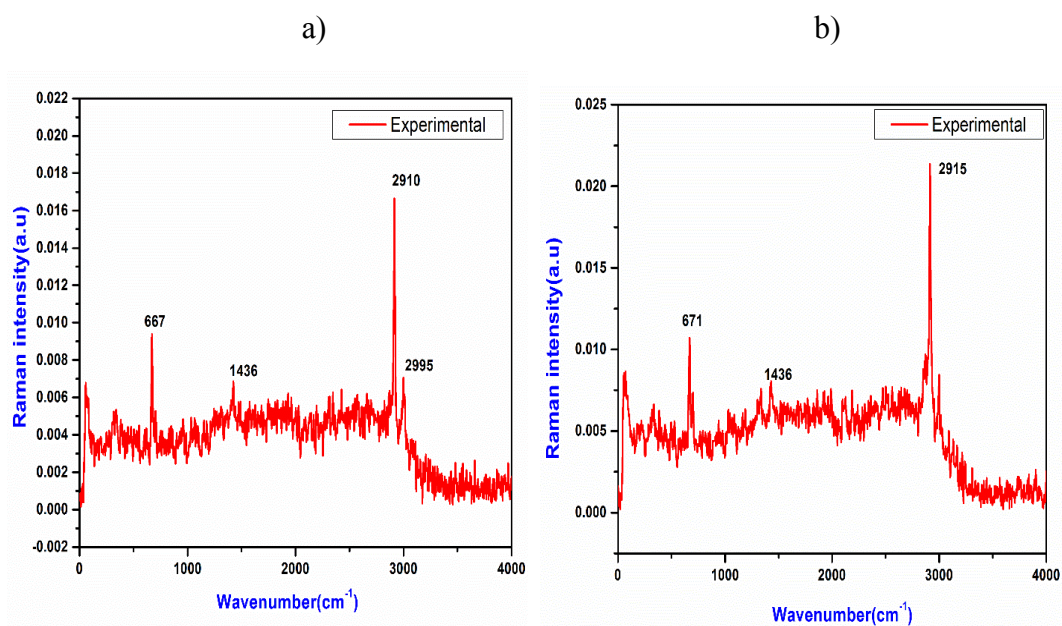 a)
b)
Experimental
0.022
0.020
0.018
0.016
0.014
0.012
0.010
0.008
0.006
0.004
0.002
0.000
-0.002
Raman intensity(a.u)
667
1436
2910
2995
0 1000 2000 3000 4000
Wavenumber(cm⁻¹)
Experimental
0.025
0.020
0.015
0.010
0.005
0.000
Raman intensity(a.u)
671
1436
2915
0 1000 2000 3000 4000
Wavenumber(cm⁻¹)